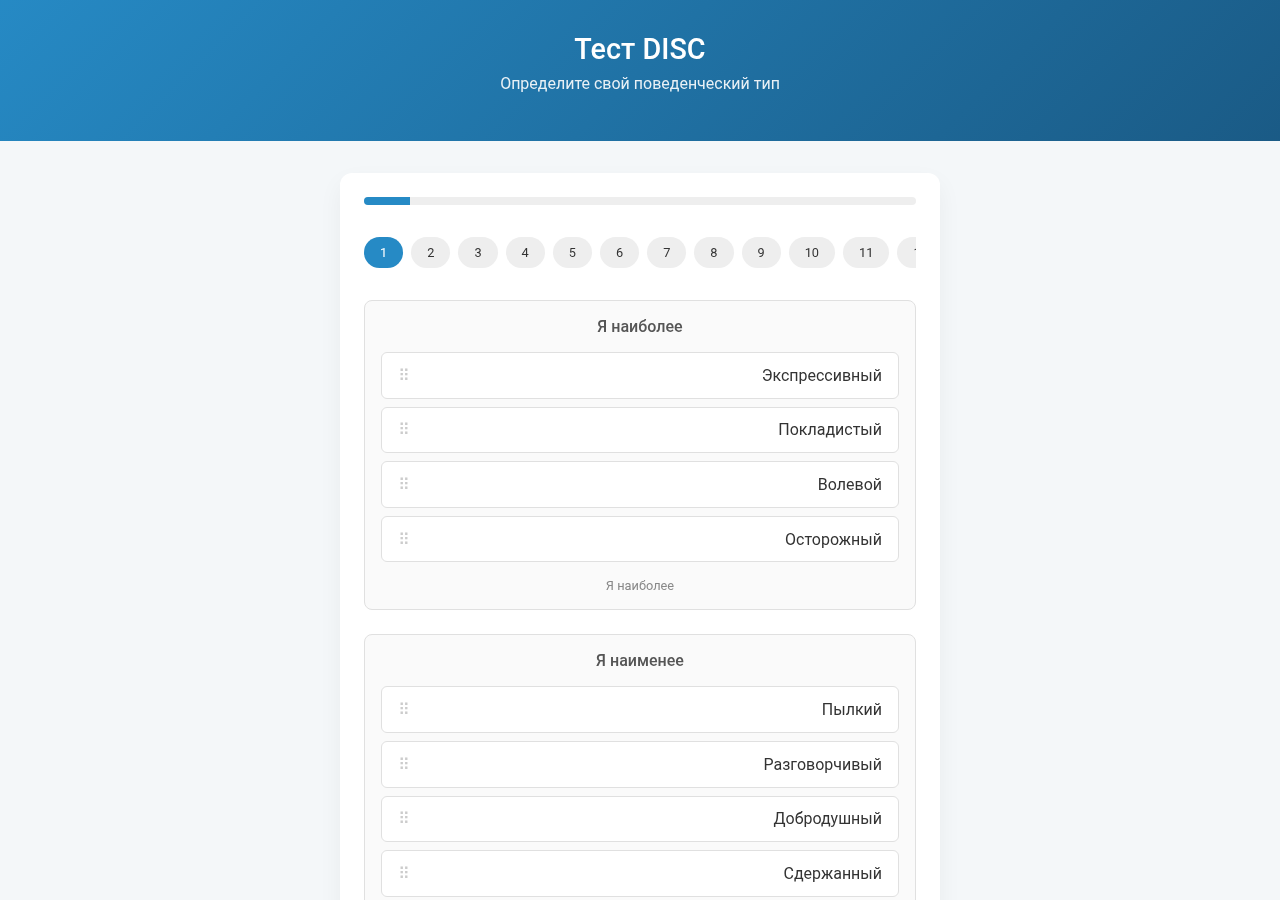 Тест DISC
Определите свой поведенческий тип
1 2 3 4 5 6 7 8 9 10 11
Я наиболее
Экспрессивный
Покладистый
Волевой
Осторожный
Я наиболее
Я наименее
Пылкий
Разговорчивый
Добродушный
Сдержанный